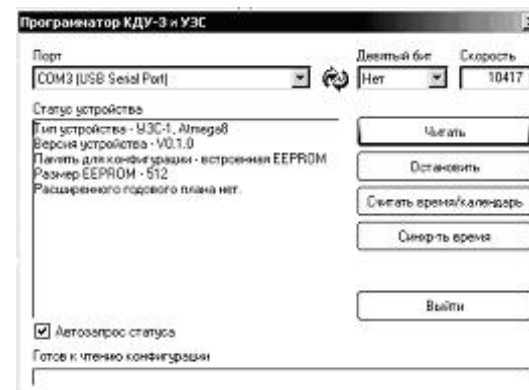 Программатор КДУ-3 и УЗС
Порт
Девятый бит
Скорость
COM3 (USB Serial Port)
Нет
10417
Статус устройства
Тип устройства - УЗС-1, Atmega8
Версия устройства - V0.1.0
Память для конфигурации - встроенная EEPROM
Размер EEPROM - 512
Расширенного годового плана нет.
Читать
Остановить
Считать время/календарь
Синхр-ть время
Выйти
Автозапрос статуса
Готов к чтению конфигурации